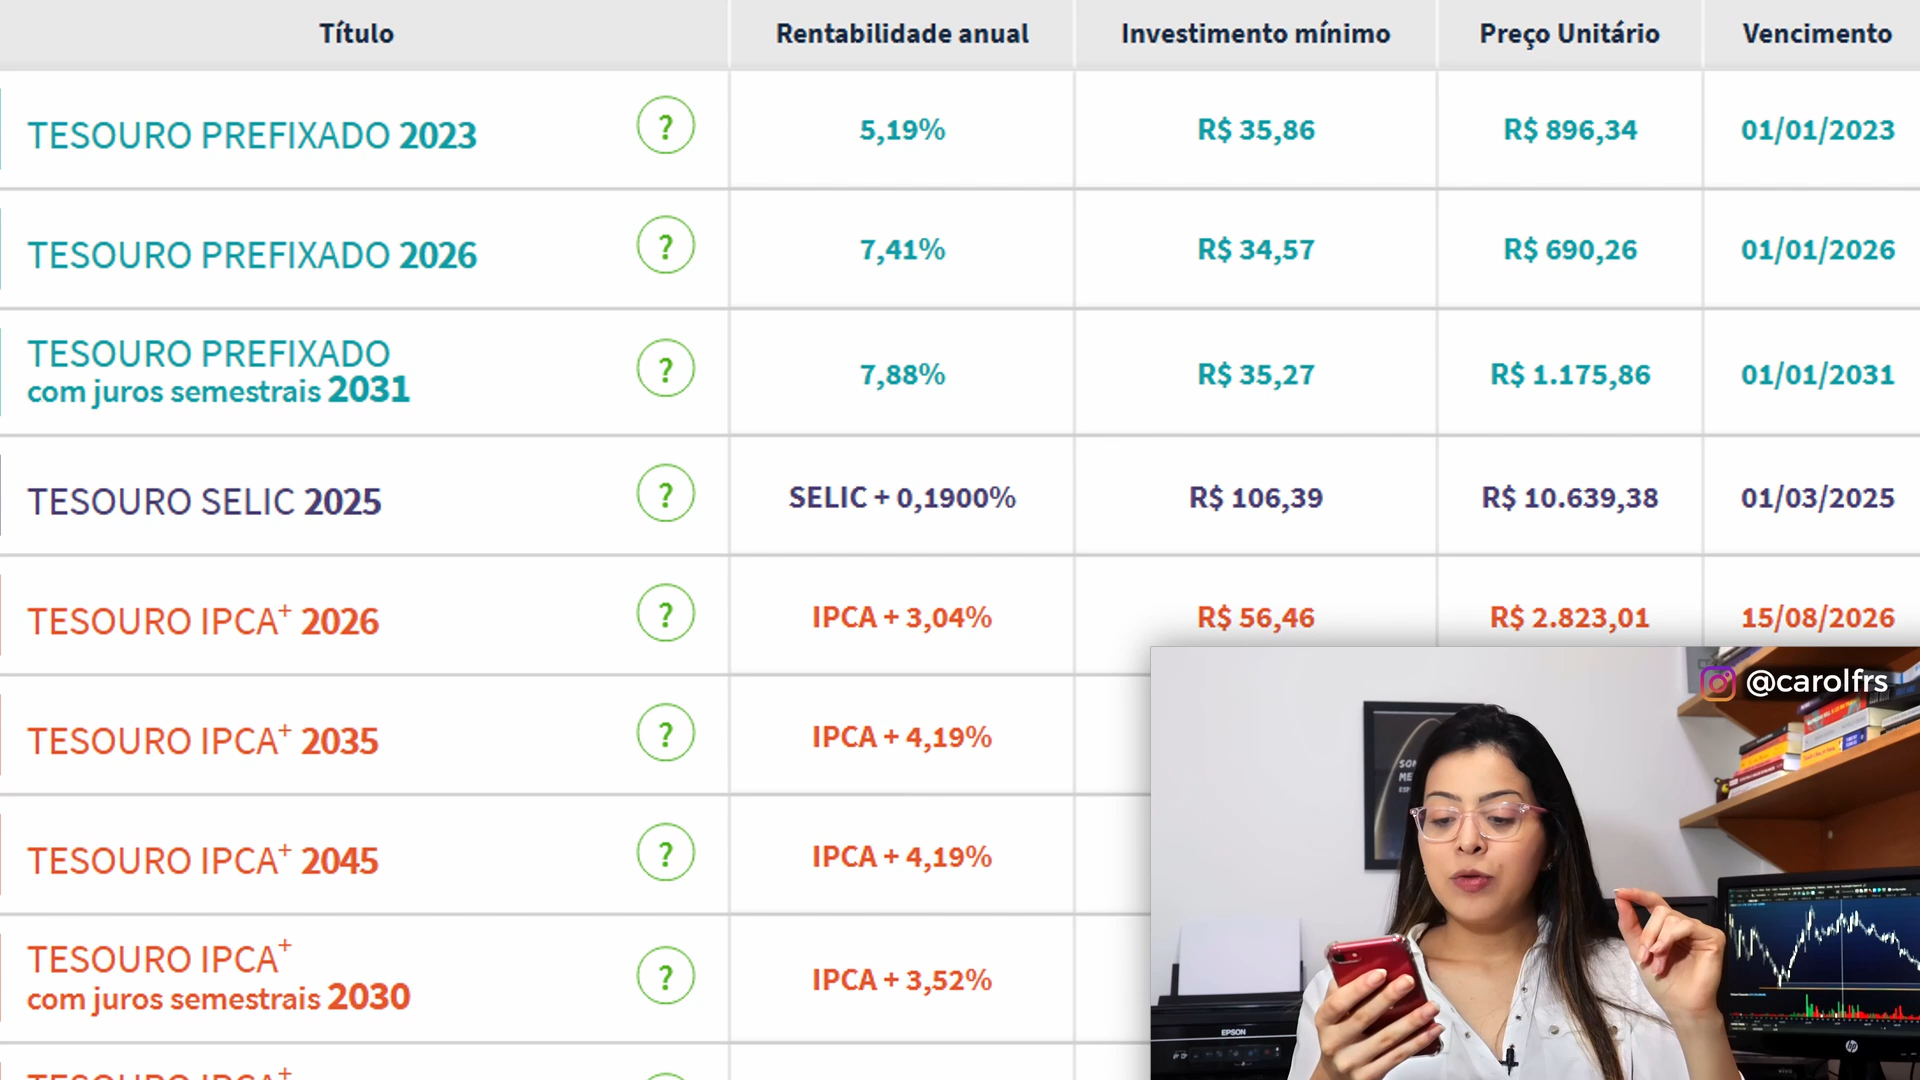 Título Rentabilidade anual Investimento mínimo Preço Unitário Vencimento
TESOURO PREFIXADO 2023 ? 5,19% R$ 35,86 R$ 896,34 01/01/2023
TESOURO PREFIXADO 2026 ? 7,41% R$ 34,57 R$ 690,26 01/01/2026
TESOURO PREFIXADO
com juros semestrais 2031 ? 7,88% R$ 35,27 R$ 1.175,86 01/01/2031
TESOURO SELIC 2025 ? SELIC + 0,1900% R$ 106,39 R$ 10.639,38 01/03/2025
TESOURO IPCA+ 2026 ? IPCA + 3,04% R$ 56,46 R$ 2.823,01 15/08/2026
TESOURO IPCA+ 2035 ? IPCA + 4,19%
TESOURO IPCA+ 2045 ? IPCA + 4,19%
TESOURO IPCA+
com juros semestrais 2030 ? IPCA + 3,52%
TESOURO IPCA+
@carolfrs
EPSON
hp